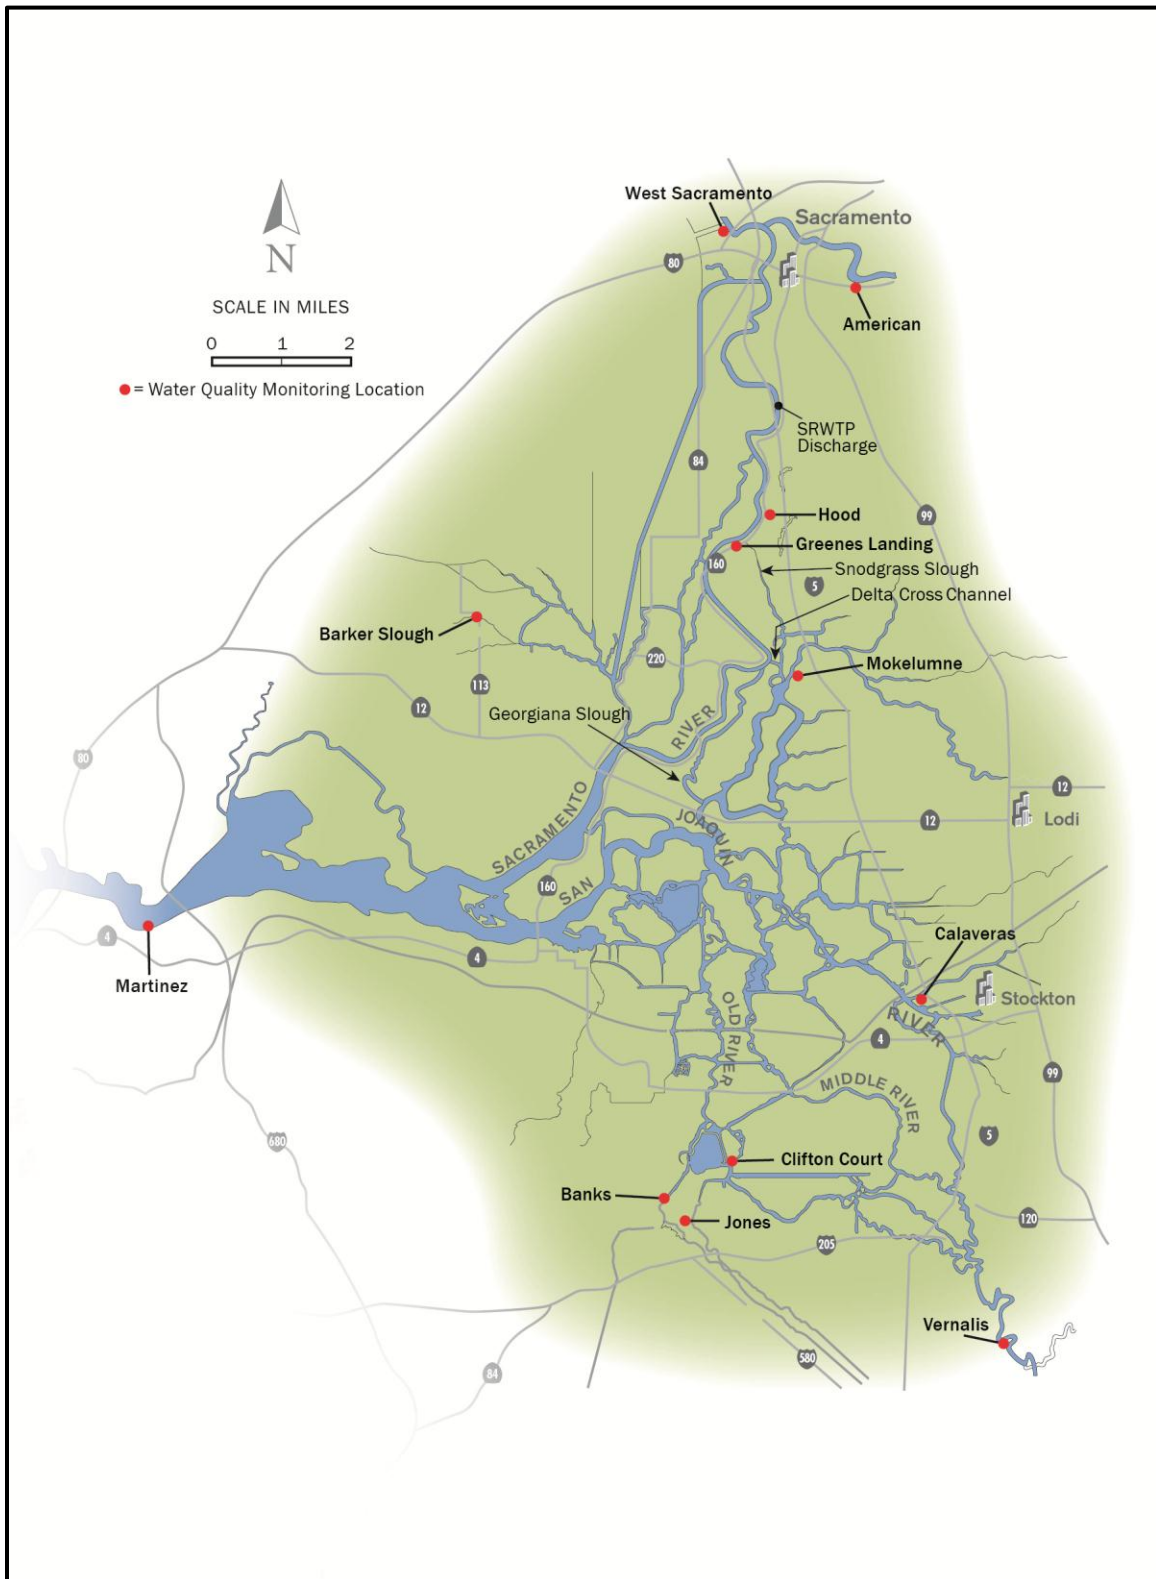 West Sacramento
Sacramento
80
N
SCALE IN MILES
0 1 2
American
= Water Quality Monitoring Location
SRWTP
Discharge
84
Hood
99
Greenes Landing
160
Snodgrass Slough
5
Delta Cross Channel
Barker Slough
220
Mokelumne
113
12
Georgiana Slough
RIVER
80
12
SACRAMENTO
JOAQUIN
12
Lodi
160
SAN
4
4
Calaveras
Martinez
OLD RIVER
Stockton
RIVER
4
MIDDLE RIVER
99
680
5
Clifton Court
Banks
Jones
120
205
Vernalis
580
84